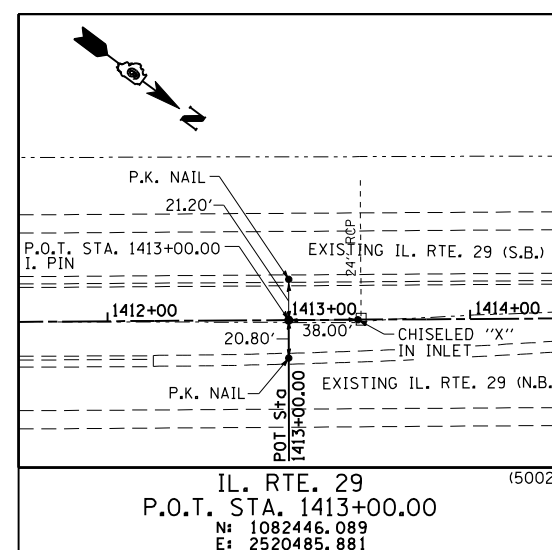 N
P.K. NAIL
21.20'
24" RCP
P.O.T. STA. 1413+00.00
I. PIN
EXISTING IL. RTE. 29 (S.B.)
1412+00
1413+00
1414+00
20.80'
38.00'
CHISELED "X"
IN INLET
P.K. NAIL
EXISTING IL. RTE. 29 (N.B.
POT Sta
1413+00.00
IL. RTE. 29
(5002
P.O.T. STA. 1413+00.00
N: 1082446.089
E: 2520485.881